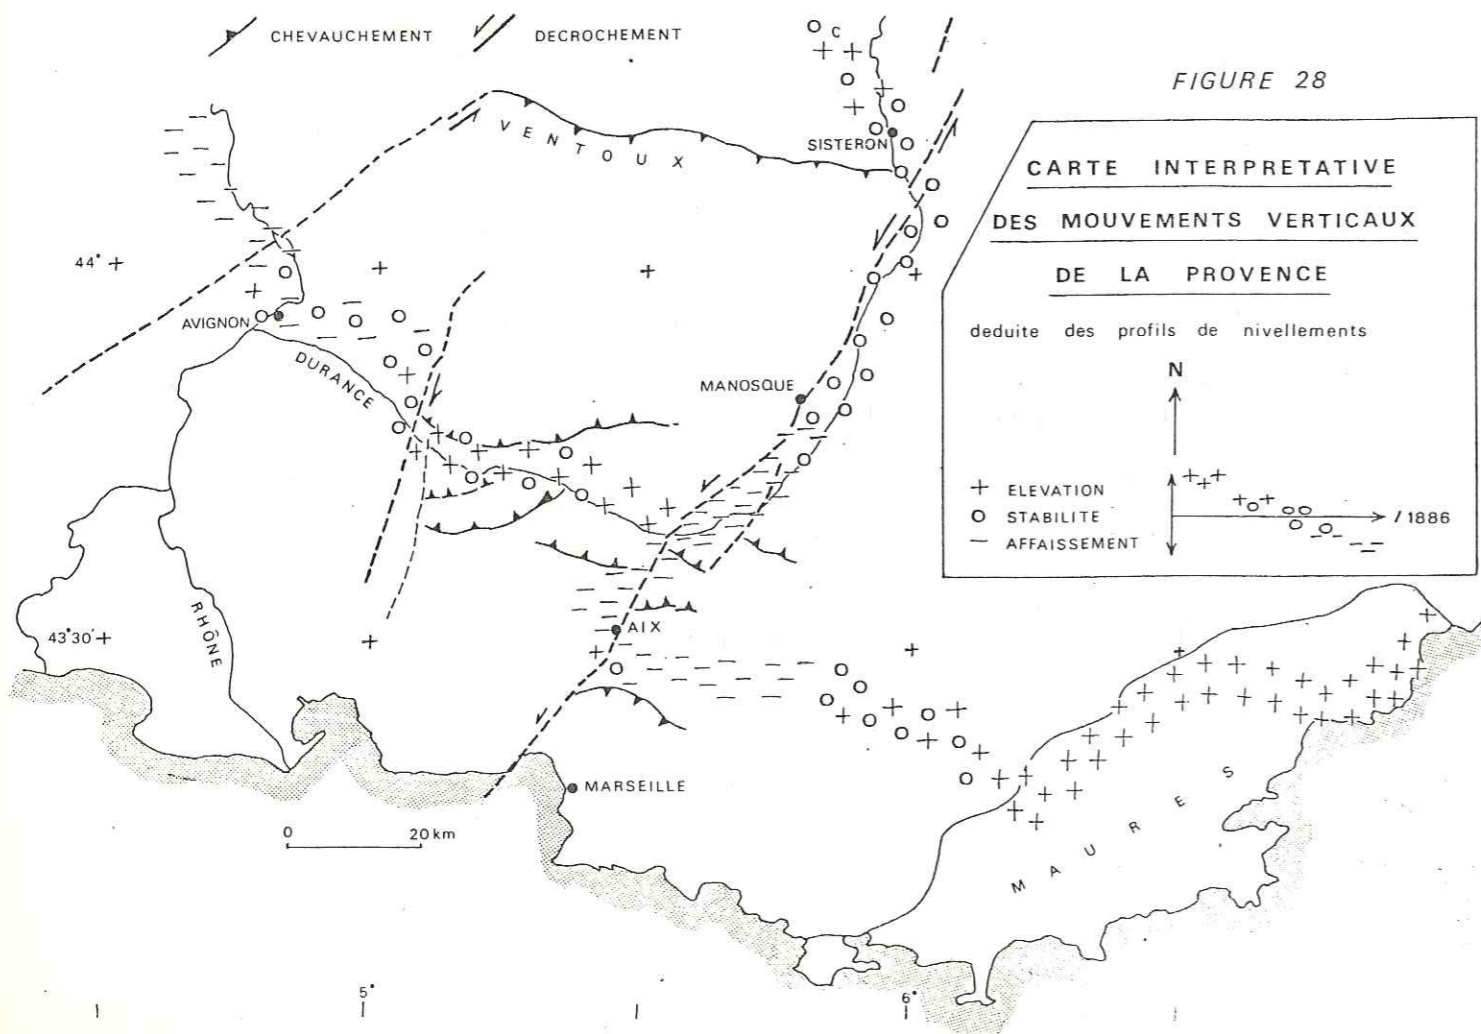 CHEVAUCHEMENT
DECROCHEMENT
FIGURE 28
CARTE INTERPRETATIVE
DES MOUVEMENTS VERTICAUX
DE LA PROVENCE
deduite des profils de nivellements
N
+ ELEVATION
O STABILITE
— AFFAISSEMENT
/ 1886
C
VENTOUX
SISTERON
44°
AVIGNON
DURANCE
MANOSQUE
RHÔNE
43°30'
AIX
MARSEILLE
MAURES
0 20 km
5°
6°